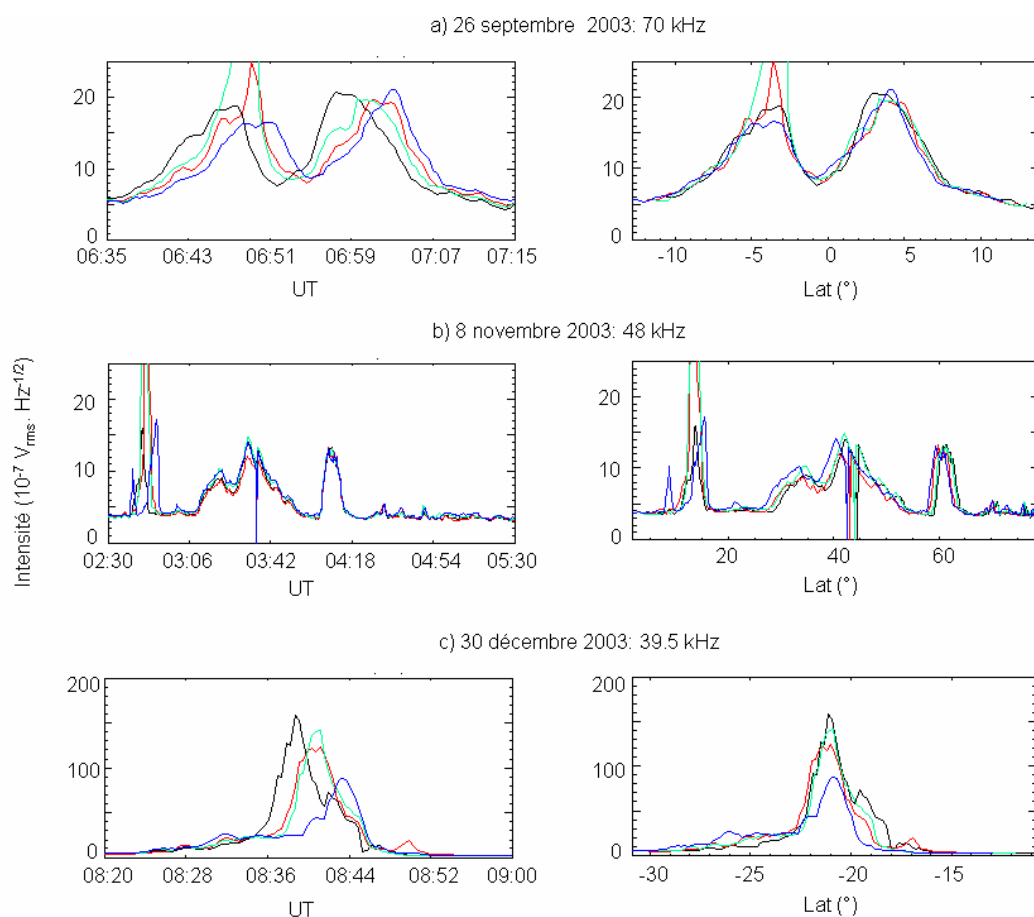 a) 26 septembre 2003: 70 kHz
20
10
0
06:35 06:43 06:51 06:59 07:07 07:15
UT
20
10
0
-10 -5 0 5 10
Lat (°)
b) 8 novembre 2003: 48 kHz
Intensité (10⁻⁷ Vrms. Hz⁻¹/²)
20
10
0
02:30 03:06 03:42 04:18 04:54 05:30
UT
20
10
0
20 40 60
Lat (°)
c) 30 décembre 2003: 39.5 kHz
200
100
0
08:20 08:28 08:36 08:44 08:52 09:00
UT
200
100
0
-30 -25 -20 -15
Lat (°)